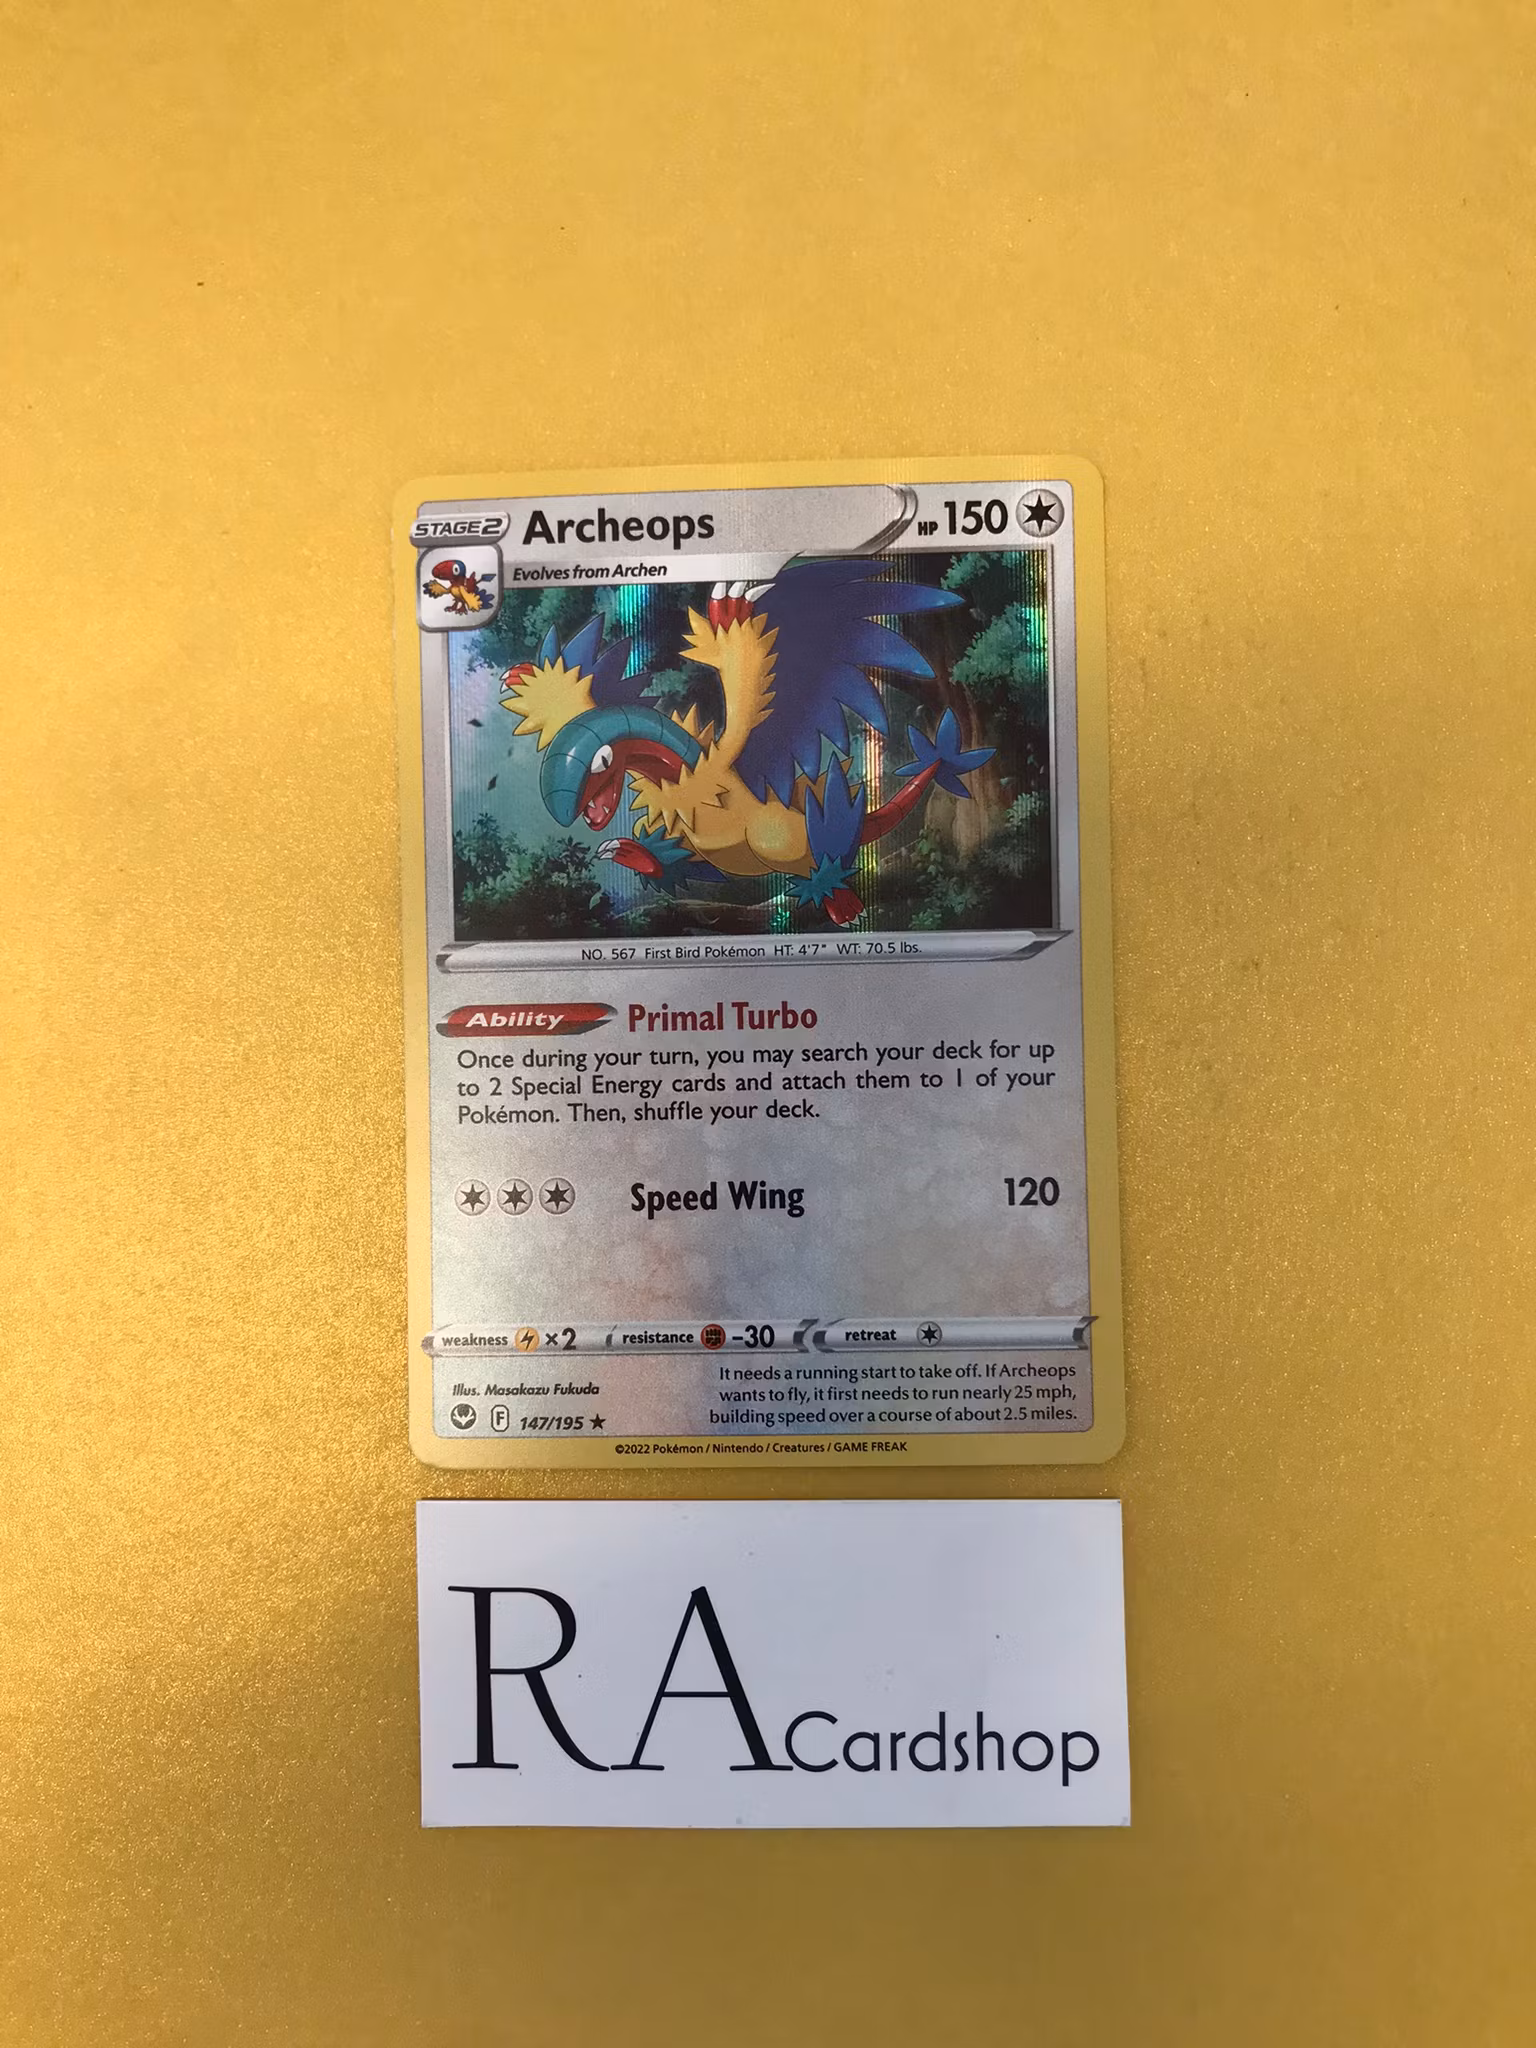 STAGE 2 Archeops HP 150
Evolves from Archen
NO. 567 First Bird Pokémon HT: 4'7" WT: 70.5 lbs.
Ability Primal Turbo
Once during your turn, you may search your deck for up
to 2 Special Energy cards and attach them to 1 of your
Pokémon. Then, shuffle your deck.
Speed Wing 120
weakness ×2 resistance -30 retreat
It needs a running start to take off. If Archeops
wants to fly, it first needs to run nearly 25 mph,
building speed over a course of about 2.5 miles.
Illus. Masakazu Fukuda
F 147/195 ★
©2022 Pokémon / Nintendo / Creatures / GAME FREAK
RA Cardshop